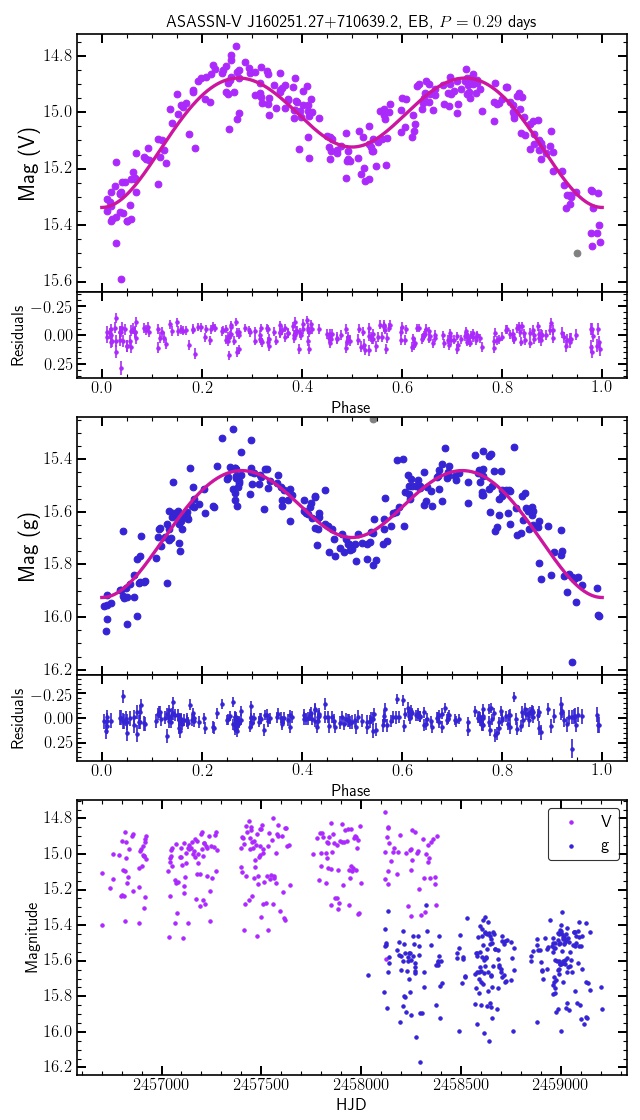 ASASSN-V J160251.27+710639.2, EB, P = 0.29 days
14.8
15.0
15.2
15.4
15.6
Mag (V)
−0.25
0.00
0.25
Residuals
0.0 0.2 0.4 0.6 0.8 1.0
Phase
15.4
15.6
15.8
16.0
16.2
Mag (g)
−0.25
0.00
0.25
Residuals
0.0 0.2 0.4 0.6 0.8 1.0
Phase
14.8
15.0
15.2
15.4
15.6
15.8
16.0
16.2
Magnitude
V
g
2457000 2457500 2458000 2458500 2459000
HJD